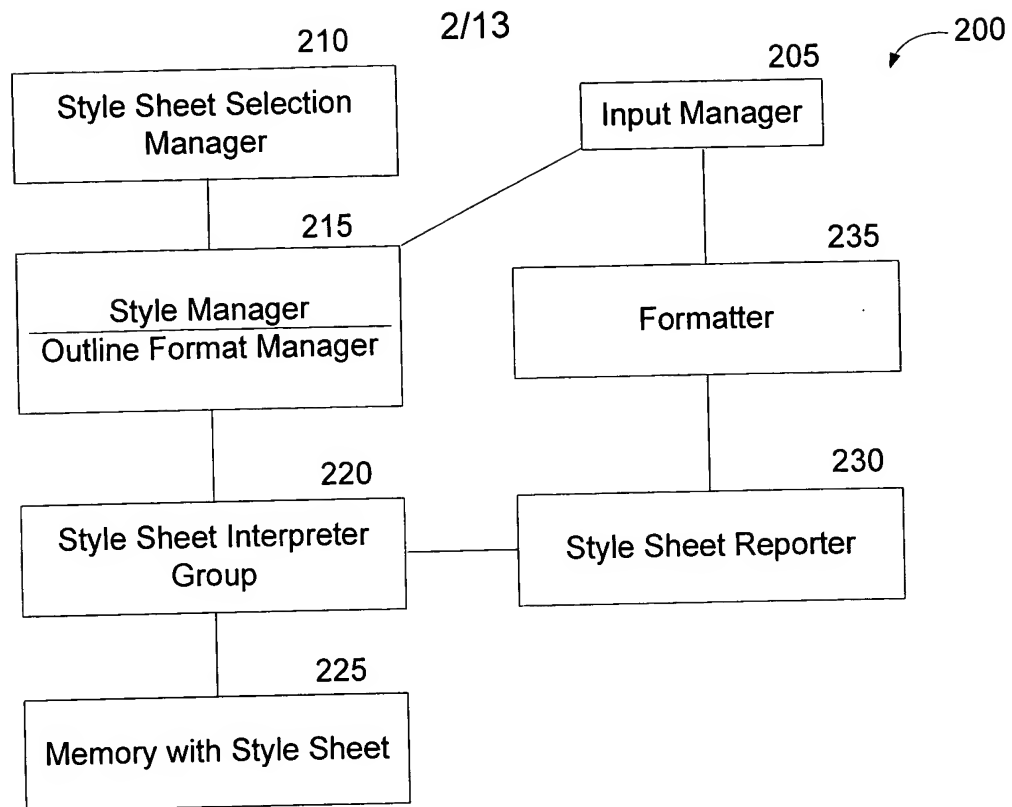 2/13
200
210
Style Sheet Selection
Manager
205
Input Manager
215
Style Manager
Outline Format Manager
235
Formatter
220
Style Sheet Interpreter
Group
230
Style Sheet Reporter
225
Memory with Style Sheet